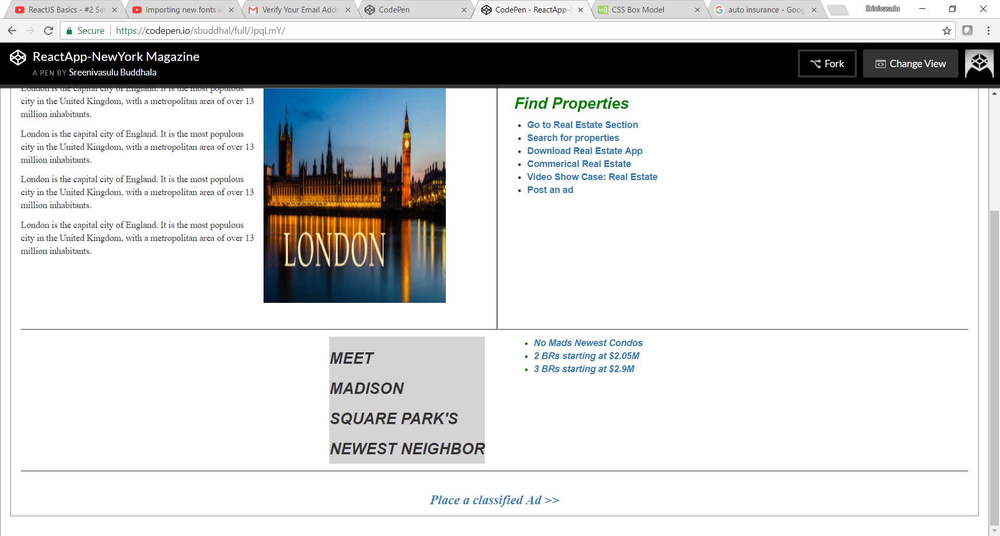 ReactJS Basics - #2 Set
Importing new fonts i
Verify Your Email Addr
CodePen
CodePen - ReactApp-N
CSS Box Model
auto insurance - Goog
Srinivasulu
Secure
https://codepen.io/sbuddhal/full/JpqLmY/
ReactApp-NewYork Magazine
A PEN BY Sreenivasulu Buddhala
Fork
Change View
London is the capital city of England. It is the most populous
city in the United Kingdom, with a metropolitan area of over 13
million inhabitants.
London is the capital city of England. It is the most populous
city in the United Kingdom, with a metropolitan area of over 13
million inhabitants.
London is the capital city of England. It is the most populous
city in the United Kingdom, with a metropolitan area of over 13
million inhabitants.
London is the capital city of England. It is the most populous
city in the United Kingdom, with a metropolitan area of over 13
million inhabitants.
LONDON
Find Properties
Go to Real Estate Section
Search for properties
Download Real Estate App
Commerical Real Estate
Video Show Case: Real Estate
Post an ad
MEET
MADISON
SQUARE PARK'S
NEWEST NEIGHBOR
No Mads Newest Condos
2 BRs starting at $2.05M
3 BRs starting at $2.9M
Place a classified Ad >>